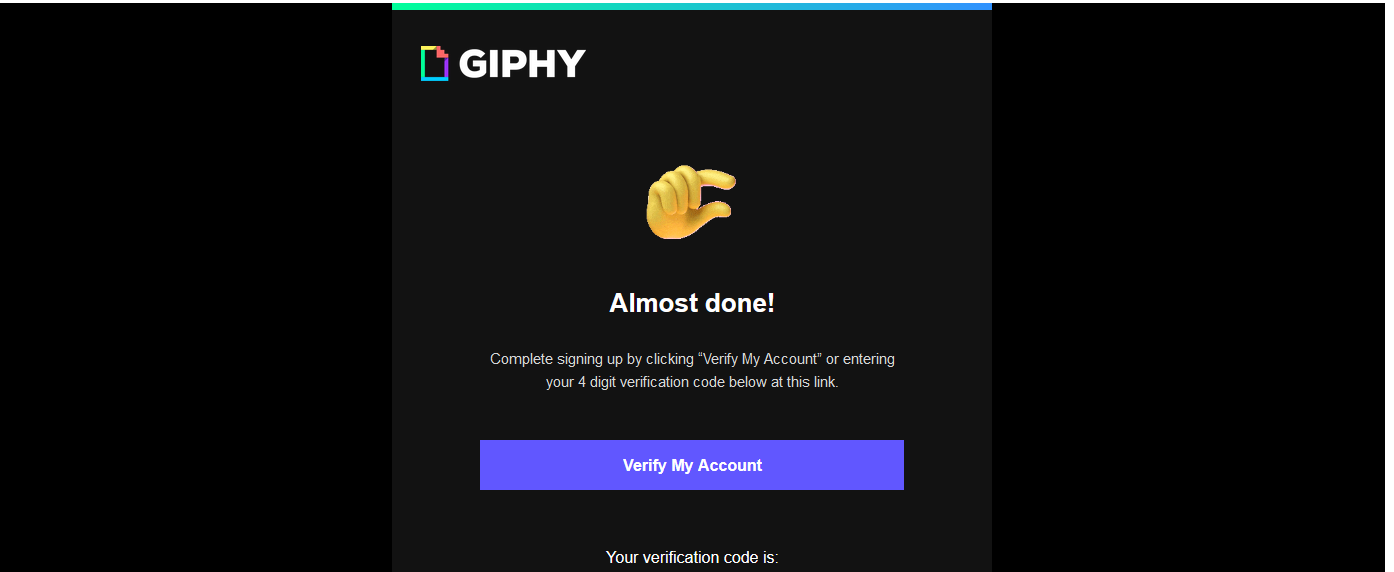 GIPHY
Almost done!
Complete signing up by clicking “Verify My Account” or entering
your 4 digit verification code below at this link.
Verify My Account
Your verification code is: